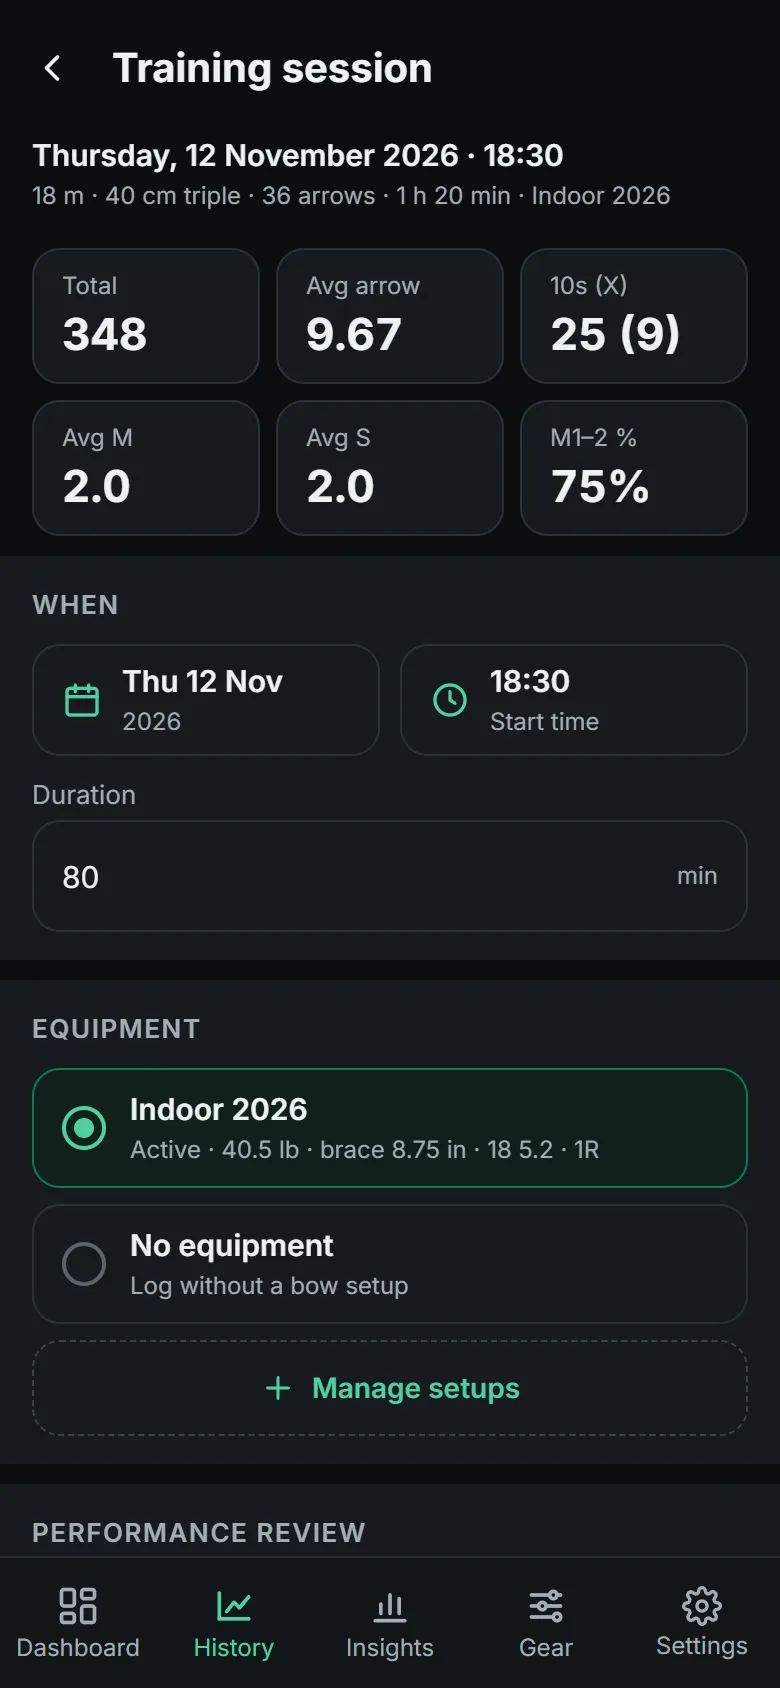 Training session
Thursday, 12 November 2026 · 18:30
18 m · 40 cm triple · 36 arrows · 1 h 20 min · Indoor 2026
Total
348
Avg arrow
9.67
10s (X)
25 (9)
Avg M
2.0
Avg S
2.0
M1–2 %
75%
WHEN
Thu 12 Nov
2026
18:30
Start time
Duration
80 min
EQUIPMENT
Indoor 2026
Active · 40.5 lb · brace 8.75 in · 18 5.2 · 1R
No equipment
Log without a bow setup
Manage setups
PERFORMANCE REVIEW
Dashboard
History
Insights
Gear
Settings